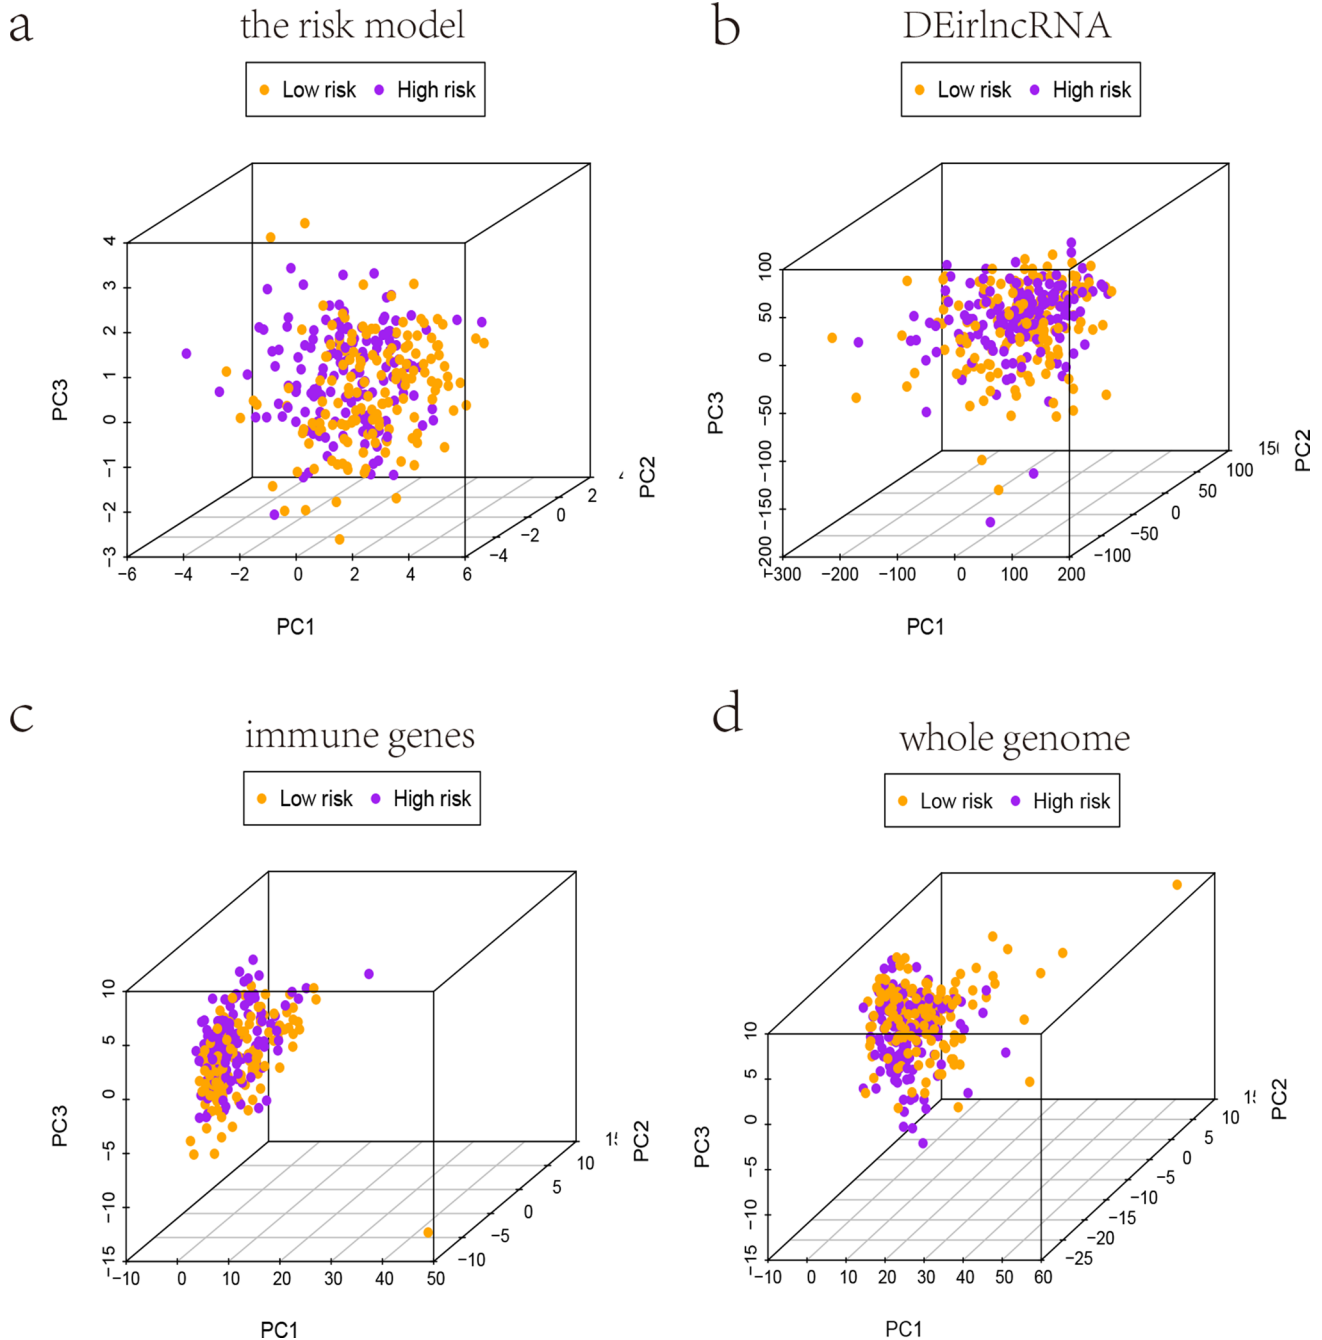 a
the risk model
Low risk High risk
4
3
2
1
0
−1
−2
−3
PC3
−6 −4 −2 0 2 4 6
PC1
−4
−2
0
2
PC2
b
DEirlncRNA
Low risk High risk
100
50
0
−50
−100
−150
−200
PC3
−300 −200 −100 0 100 200
PC1
−100
−50
0
50
100
PC2
c
immune genes
Low risk High risk
10
5
0
−5
−10
−15
PC3
−10 0 10 20 30 40 50
PC1
−10
−5
0
5
10
PC2
d
whole genome
Low risk High risk
10
5
0
−5
−10
−15
PC3
−10 0 10 20 30 40 50 60
PC1
−25
−20
−15
−10
−5
0
5
10
PC2